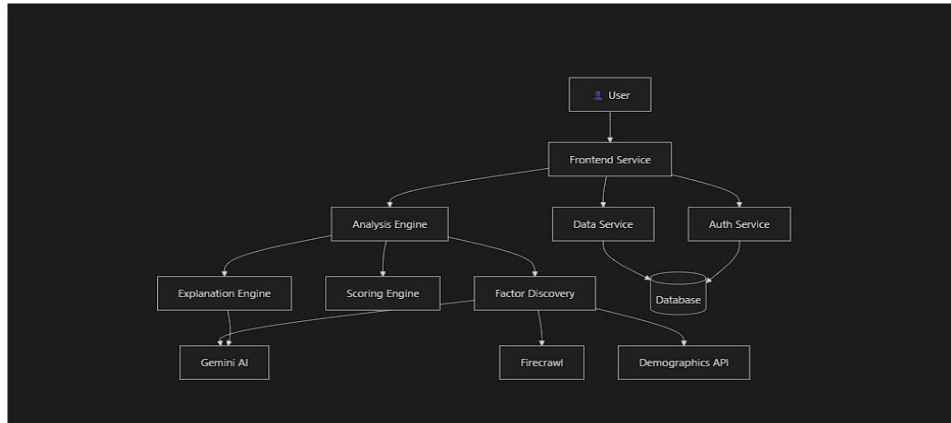 User
Frontend Service
Analysis Engine
Data Service
Auth Service
Explanation Engine
Scoring Engine
Factor Discovery
Database
Gemini AI
Firecrawl
Demographics API